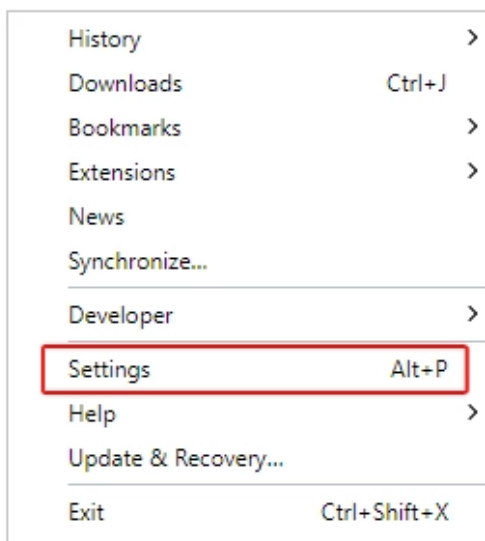 History
Downloads Ctrl+J
Bookmarks
Extensions
News
Synchronize...
Developer
Settings Alt+P
Help
Update & Recovery...
Exit Ctrl+Shift+X